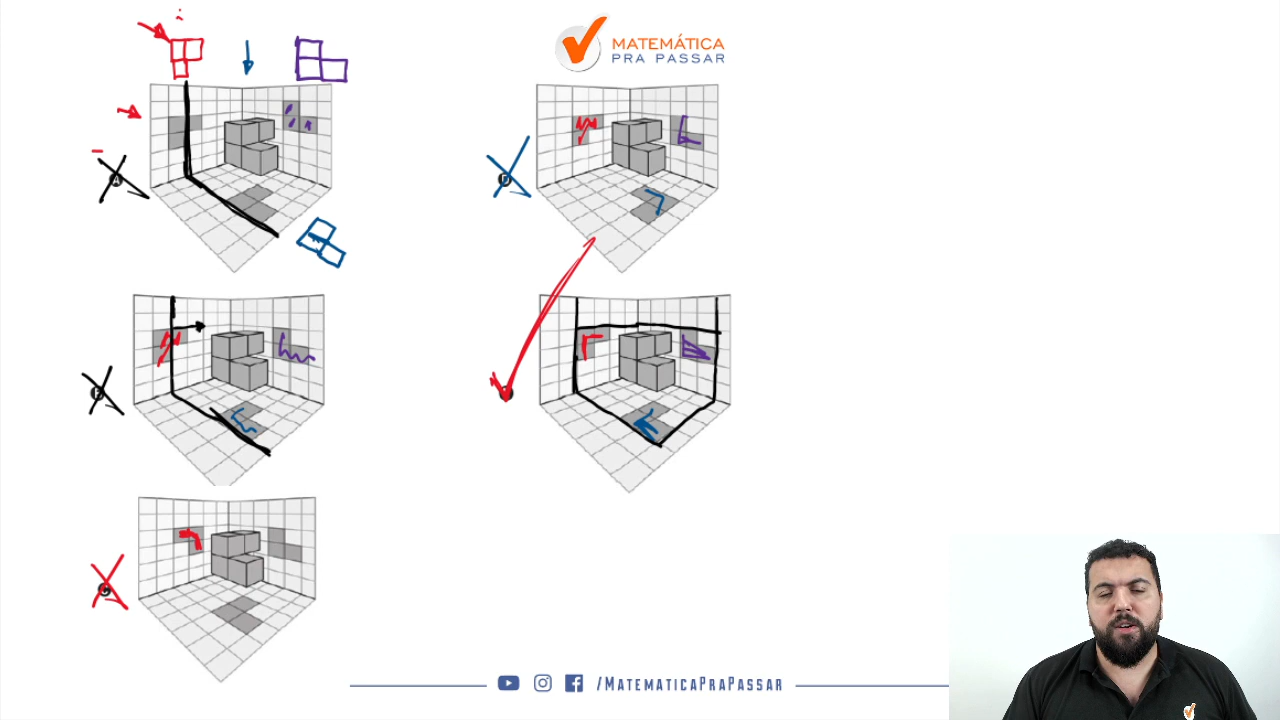 MATEMÁTICA
PRA PASSAR
A
B
C
/MATEMATICAPRAPASSAR